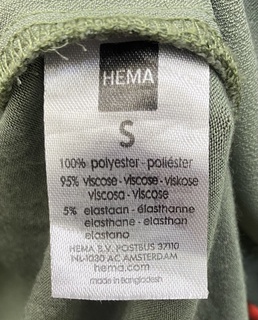 HEMA
S
100% polyester - poliéster
95% viscose - viscose - viskose
viscosa - viscose
5% elastaan - élasthanne
elasthane - elasthan
elastano
HEMA B.V. POSTBUS 37110
NL-1030 AC AMSTERDAM
hema.com
made in Bangladesh